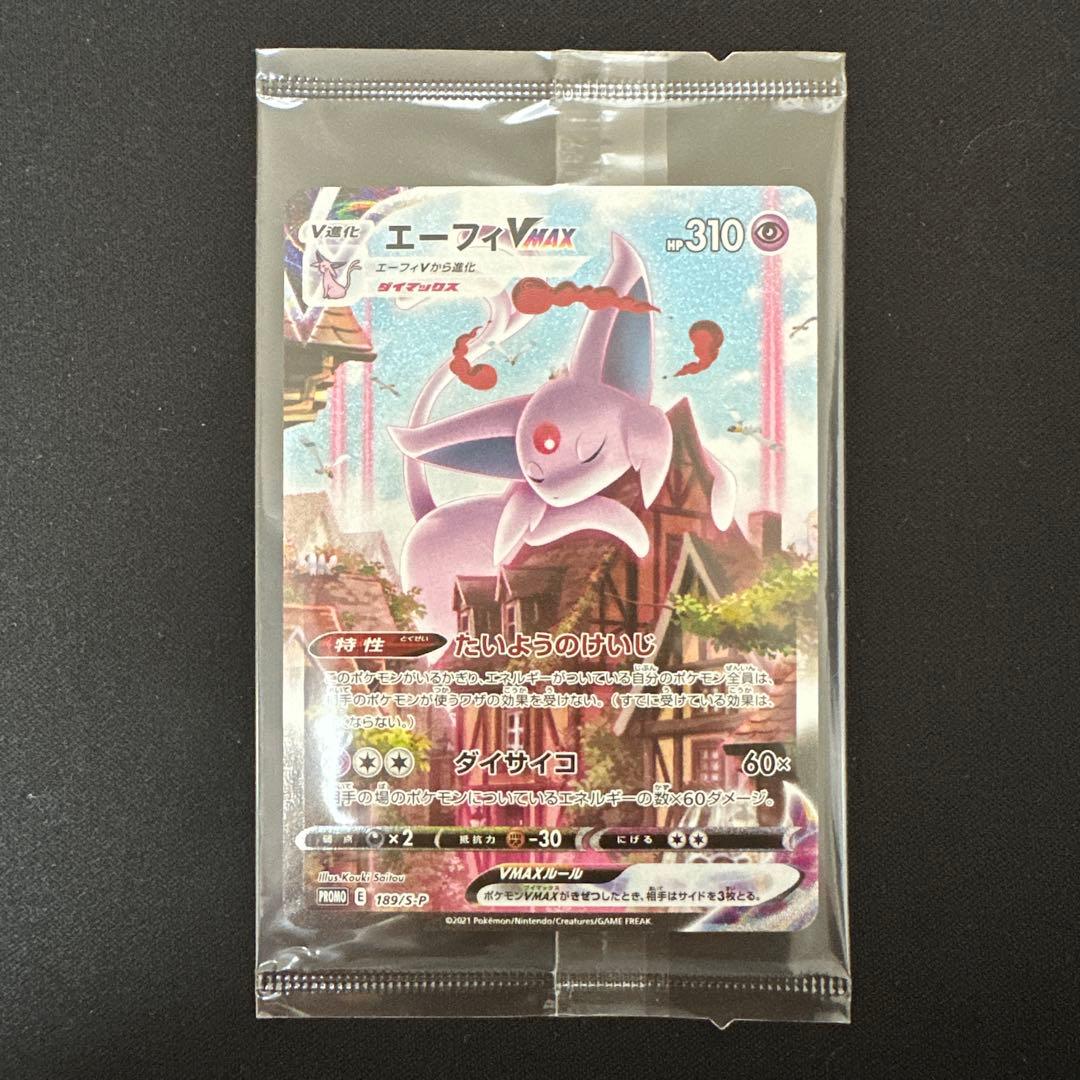 V進化 エーフィVMAX HP310
エーフィVから進化
ダイマックス
特性 とくせい たいようのけいじ
このポケモンがいるかぎり、エネルギーがついている自分のポケモン全員は、
相手のポケモンが使うワザの効果を受けない。(すでに受けている効果は、
ならない。)
ダイサイコ 60×
相手の場のポケモンについているエネルギーの数×60ダメージ。
弱点 ×2 抵抗力 -30 にげる
VMAXルール
ポケモンVMAXがきぜつしたとき、相手はサイドを3枚とる。
Illus. Kouki Saitou
PROMO E 189/S-P
©2021 Pokémon/Nintendo/Creatures/GAME FREAK.